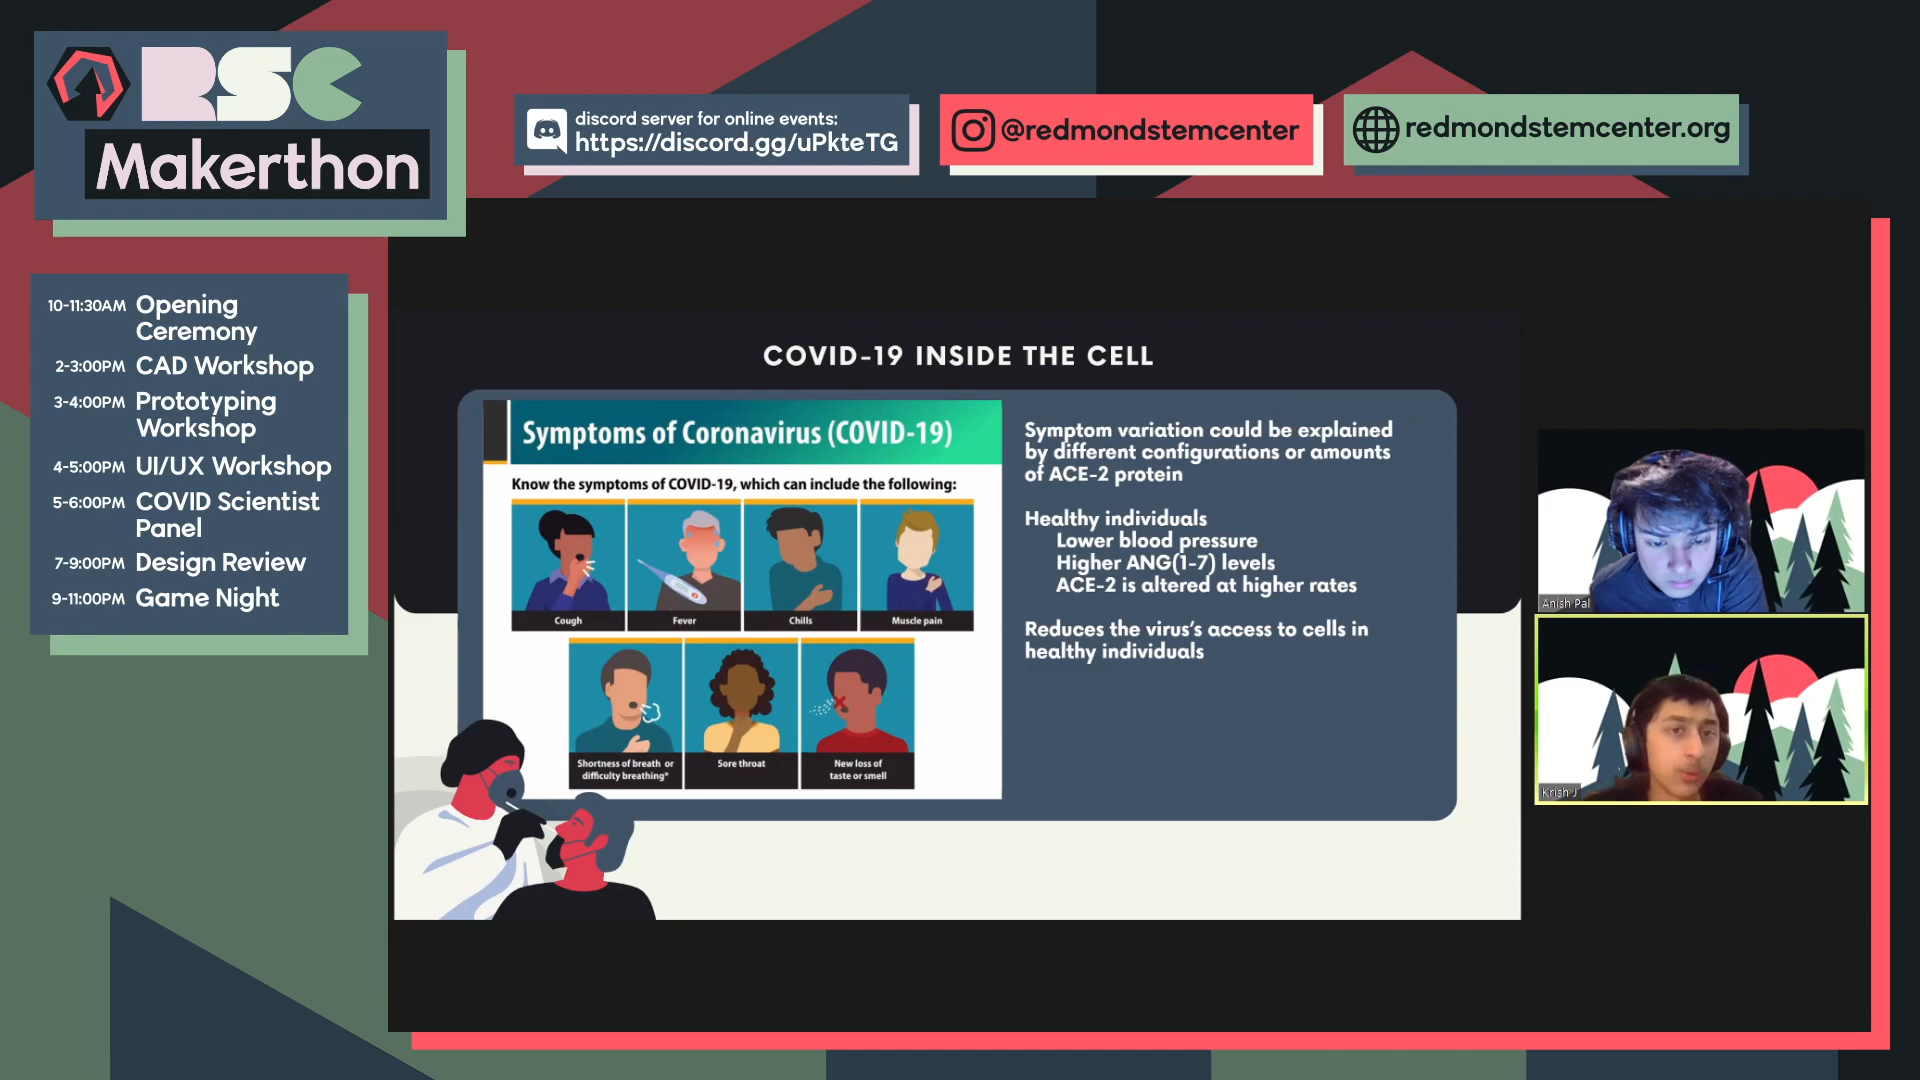 RSC
Makerthon
discord server for online events:
https://discord.gg/uPkteTG
@redmondstemcenter
redmondstemcenter.org
10-11:30AM Opening
Ceremony
2-3:00PM CAD Workshop
3-4:00PM Prototyping
Workshop
4-5:00PM UI/UX Workshop
5-6:00PM COVID Scientist
Panel
7-9:00PM Design Review
9-11:00PM Game Night
COVID-19 INSIDE THE CELL
Symptoms of Coronavirus (COVID-19)
Know the symptoms of COVID-19, which can include the following:
Cough
Fever
Chills
Muscle pain
Shortness of breath or
difficulty breathing*
Sore throat
New loss of
taste or smell
Symptom variation could be explained
by different configurations or amounts
of ACE-2 protein
Healthy individuals
Lower blood pressure
Higher ANG(1-7) levels
ACE-2 is altered at higher rates
Reduces the virus's access to cells in
healthy individuals
Anish Pal
Krish J